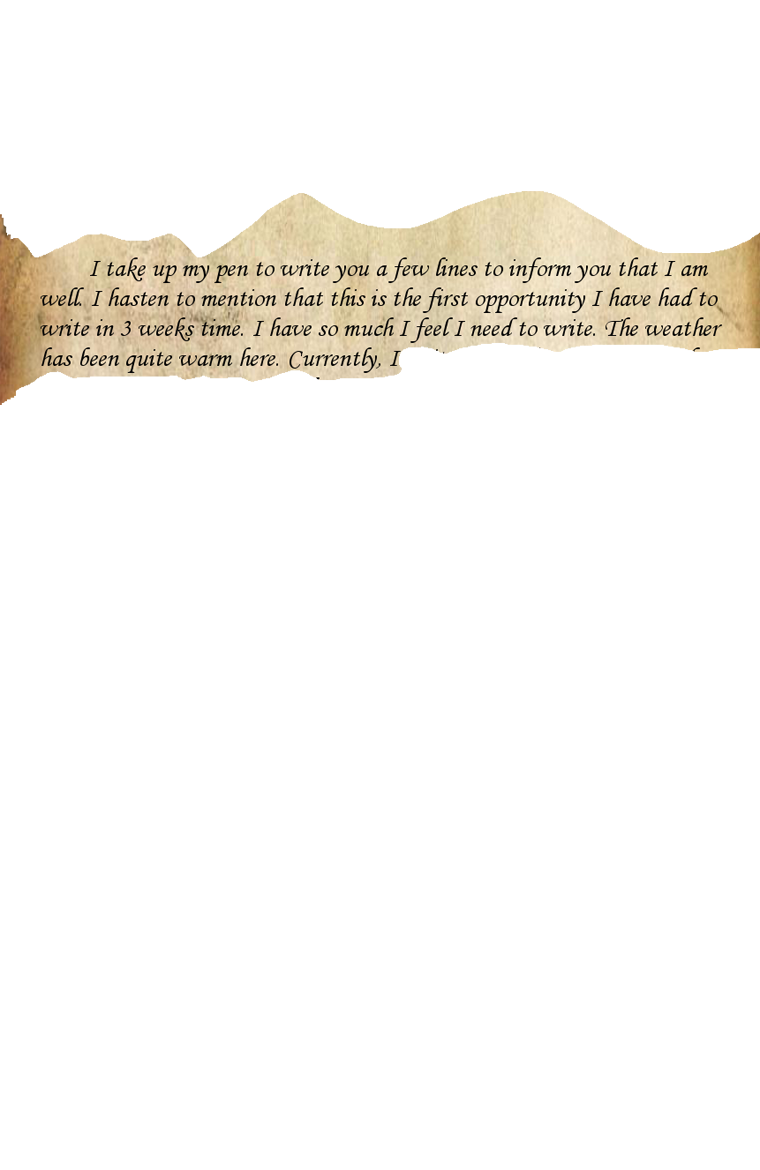 I take up my pen to write you a few lines to inform you that I am
well. I hasten to mention that this is the first opportunity I have had to
write in 3 weeks time. I have so much I feel I need to write. The weather
has been quite warm here. Currently, I